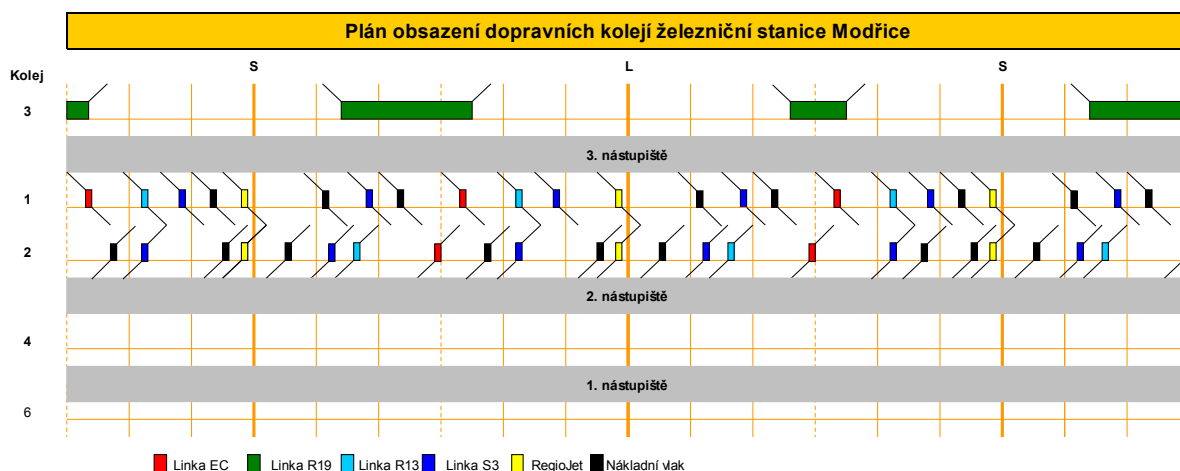 Plán obsazení dopravních kolejí železniční stanice Modřice
S L S
Kolej
3
3. nástupiště
1
2
2. nástupiště
4
1. nástupiště
6
Linka EC Linka R19 Linka R13 Linka S3 RegioJet Nákladní vlak